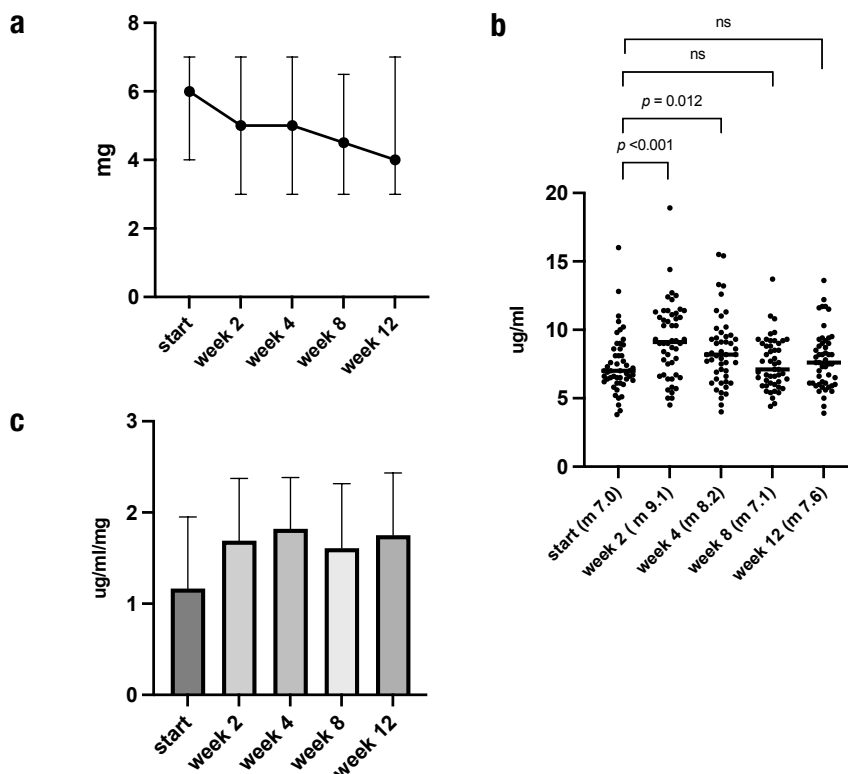 a
8
6
4
2
0
mg
start
week 2
week 4
week 8
week 12
b
ns
ns
p = 0.012
p <0.001
20
15
10
5
0
ug/ml
start (m 7.0)
week 2 ( m 9.1)
week 4 (m 8.2)
week 8 (m 7.1)
week 12 (m 7.6)
c
3
2
1
0
ug/ml/mg
start
week 2
week 4
week 8
week 12